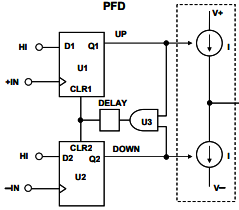 PFD
V+
HI D1 Q1 UP
I
U1
+IN
CLR1
DELAY
U3
CLR2
HI D2 Q2 DOWN
I
U2
–IN
V–